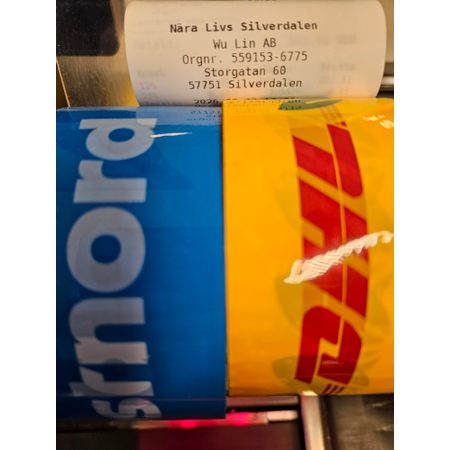 Nära Livs Silverdalen
Wu Lin AB
Orgnr. 559153-6775
Storgatan 60
57751 Silverdalen
stnord
DHL